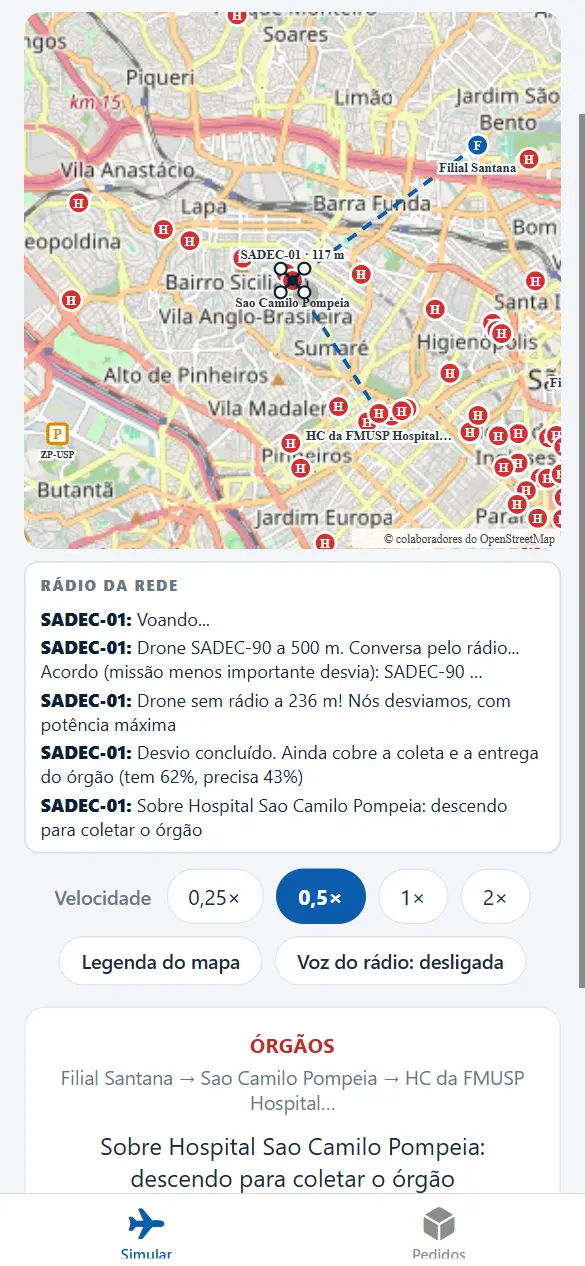 Soares
ngos
Piqueri
km 15
Limão
Jardim São
Bento
F
H
Filial Santana
Vila Anastácio
Lapa
Barra Funda
eopoldina
Bom
SADEC-01 · 117 m
Bairro Sicili
Sao Camilo Pompeia
Santa I
Vila Anglo-Brasileira
Sumaré
Higienópolis
Alto de Pinheiros
Sã
Fi
Vila Madaler
HC da FMUSP Hospital…
P
ZP-USP
Pinheiros
Butantã
Jardim Europa
© colaboradores do OpenStreetMap
RÁDIO DA REDE
SADEC-01: Voando...
SADEC-01: Drone SADEC-90 a 500 m. Conversa pelo rádio...
Acordo (missão menos importante desvia): SADEC-90 ...
SADEC-01: Drone sem rádio a 236 m! Nós desviamos, com
potência máxima
SADEC-01: Desvio concluído. Ainda cobre a coleta e a entrega
do órgão (tem 62%, precisa 43%)
SADEC-01: Sobre Hospital Sao Camilo Pompeia: descendo
para coletar o órgão
Velocidade
0,25×
0,5×
1×
2×
Legenda do mapa
Voz do rádio: desligada
ÓRGÃOS
Filial Santana → Sao Camilo Pompeia → HC da FMUSP
Hospital…
Sobre Hospital Sao Camilo Pompeia:
descendo para coletar o órgão
Simular
Pedidos